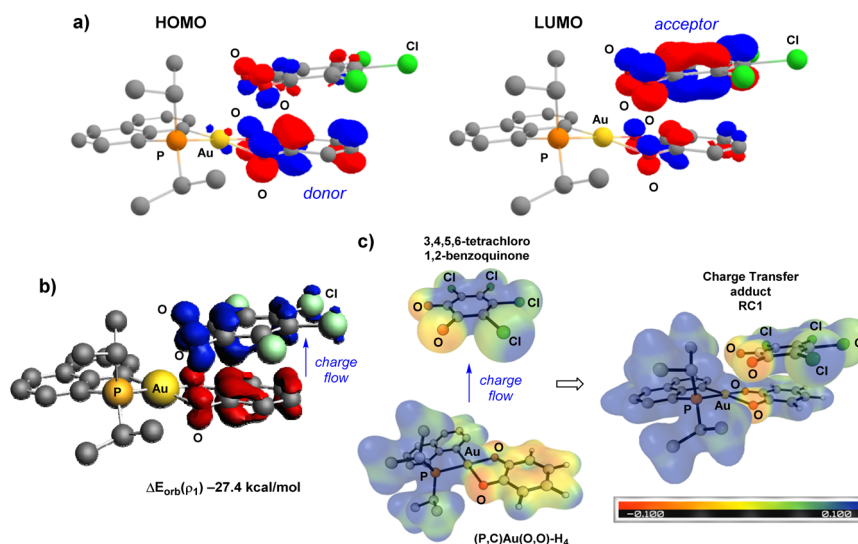 a)
HOMO
LUMO
acceptor
O
Cl
O
O
Au
O
P
Au
O
donor
O
O
P
Au
O
O
c)
3,4,5,6-tetrachloro
1,2-benzoquinone
b)
Cl
O
O
P
Au
O
O
charge
flow
ΔEorb(ρ1) –27.4 kcal/mol
Cl
Cl
Cl
Cl
O
O
charge
flow
Au
O
P
O
(P,C)Au(O,O)-H4
Charge Transfer
adduct
RC1
Cl
Cl
O
O
Cl
O
P
Au
O
-0.100
0.100